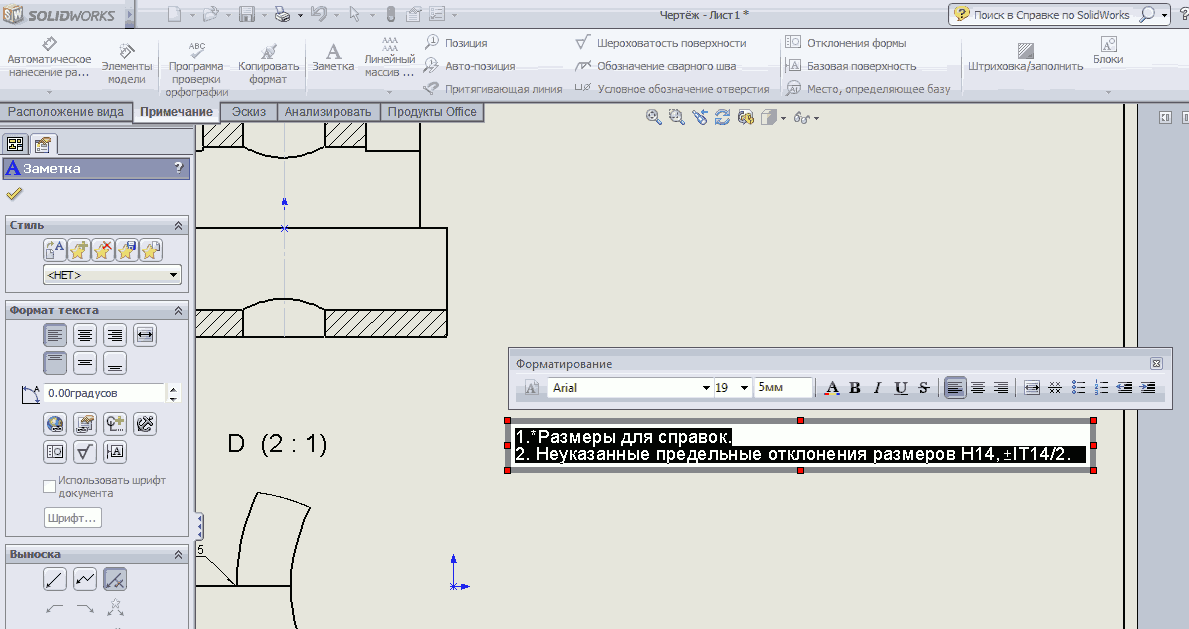 SOLIDWORKS
Чертёж - Лист1 *
Поиск в Справке по SolidWorks
Автоматическое нанесение ра...
Элементы модели
ABC
Программа проверки орфографии
Копировать формат
Заметка
Линейный массив ...
Позиция
Авто-позиция
Притягивающая линия
Шероховатость поверхности
Обозначение сварного шва
Условное обозначение отверстия
Отклонения формы
Базовая поверхность
Место, определяющее базу
Штриховка/заполнить
Блоки
Расположение вида
Примечание
Эскиз
Анализировать
Продукты Office
Заметка
?
Стиль
<НЕТ>
Формат текста
0.00градусов
Использовать шрифт документа
Шрифт...
Выноска
Форматирование
Arial
19
5мм
A B I U S
1.*Размеры для справок.
2. Неуказанные предельные отклонения размеров H14,±IT14/2.
D (2 : 1)
5